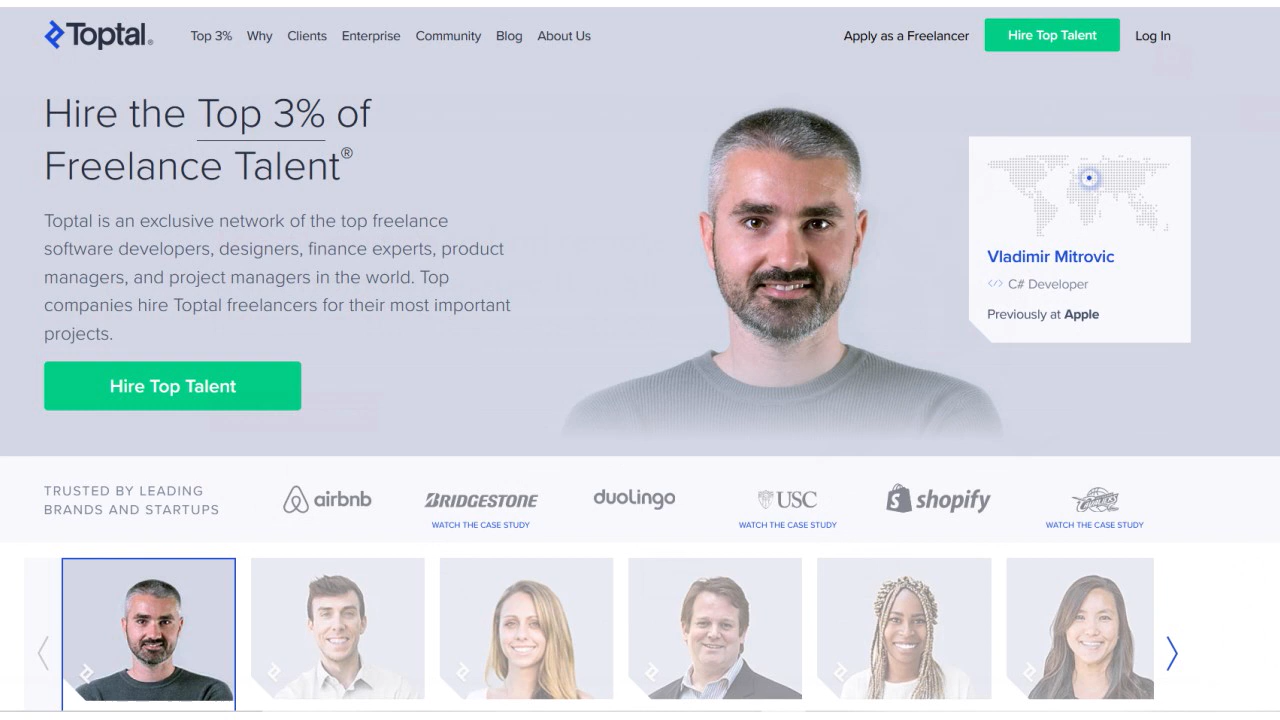 Toptal®
Top 3% Why Clients Enterprise Community Blog About Us
Apply as a Freelancer Hire Top Talent Log In
Hire the Top 3% of
Freelance Talent®
Toptal is an exclusive network of the top freelance
software developers, designers, finance experts, product
managers, and project managers in the world. Top
companies hire Toptal freelancers for their most important
projects.
Hire Top Talent
Vladimir Mitrovic
</> C# Developer
Previously at Apple
TRUSTED BY LEADING
BRANDS AND STARTUPS
airbnb
BRIDGESTONE
WATCH THE CASE STUDY
duolingo
USC
WATCH THE CASE STUDY
shopify
CAVALIERS
WATCH THE CASE STUDY